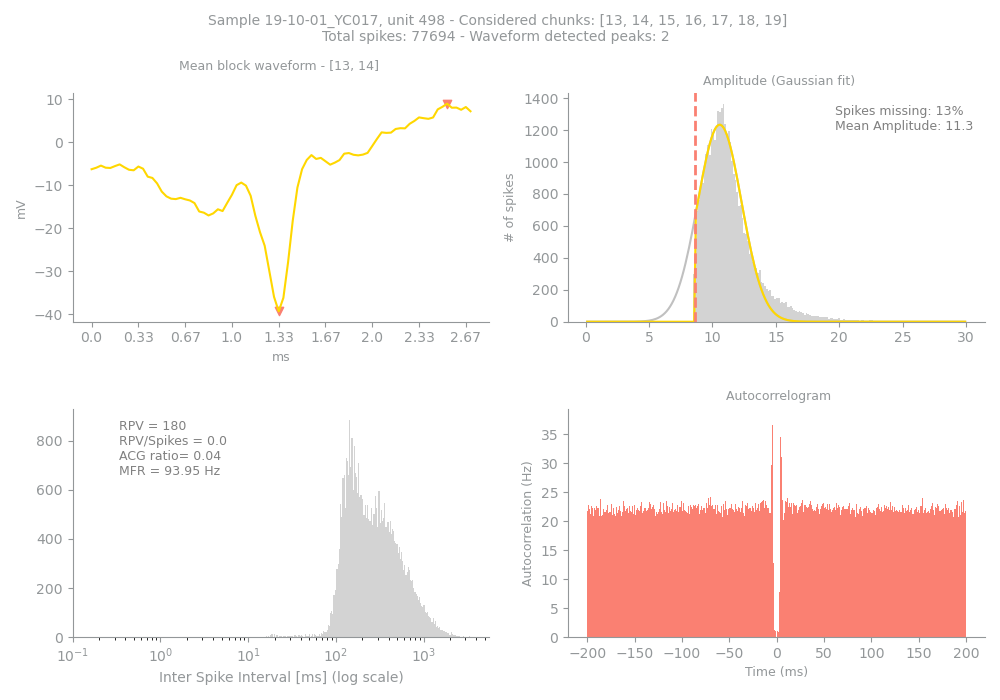 Sample 19-10-01_YC017, unit 498 - Considered chunks: [13, 14, 15, 16, 17, 18, 19]
Total spikes: 77694 - Waveform detected peaks: 2
Mean block waveform - [13, 14]
10
0
−10
−20
−30
−40
mV
0.0 0.33 0.67 1.0 1.33 1.67 2.0 2.33 2.67
ms
Amplitude (Gaussian fit)
Spikes missing: 13%
Mean Amplitude: 11.3
1400
1200
1000
800
600
400
200
0
# of spikes
0 5 10 15 20 25 30
RPV = 180
RPV/Spikes = 0.0
ACG ratio= 0.04
MFR = 93.95 Hz
800
600
400
200
0
10⁻¹ 10⁰ 10¹ 10² 10³
Inter Spike Interval [ms] (log scale)
Autocorrelogram
35
30
25
20
15
10
5
0
Autocorrelation (Hz)
−200 −150 −100 −50 0 50 100 150 200
Time (ms)